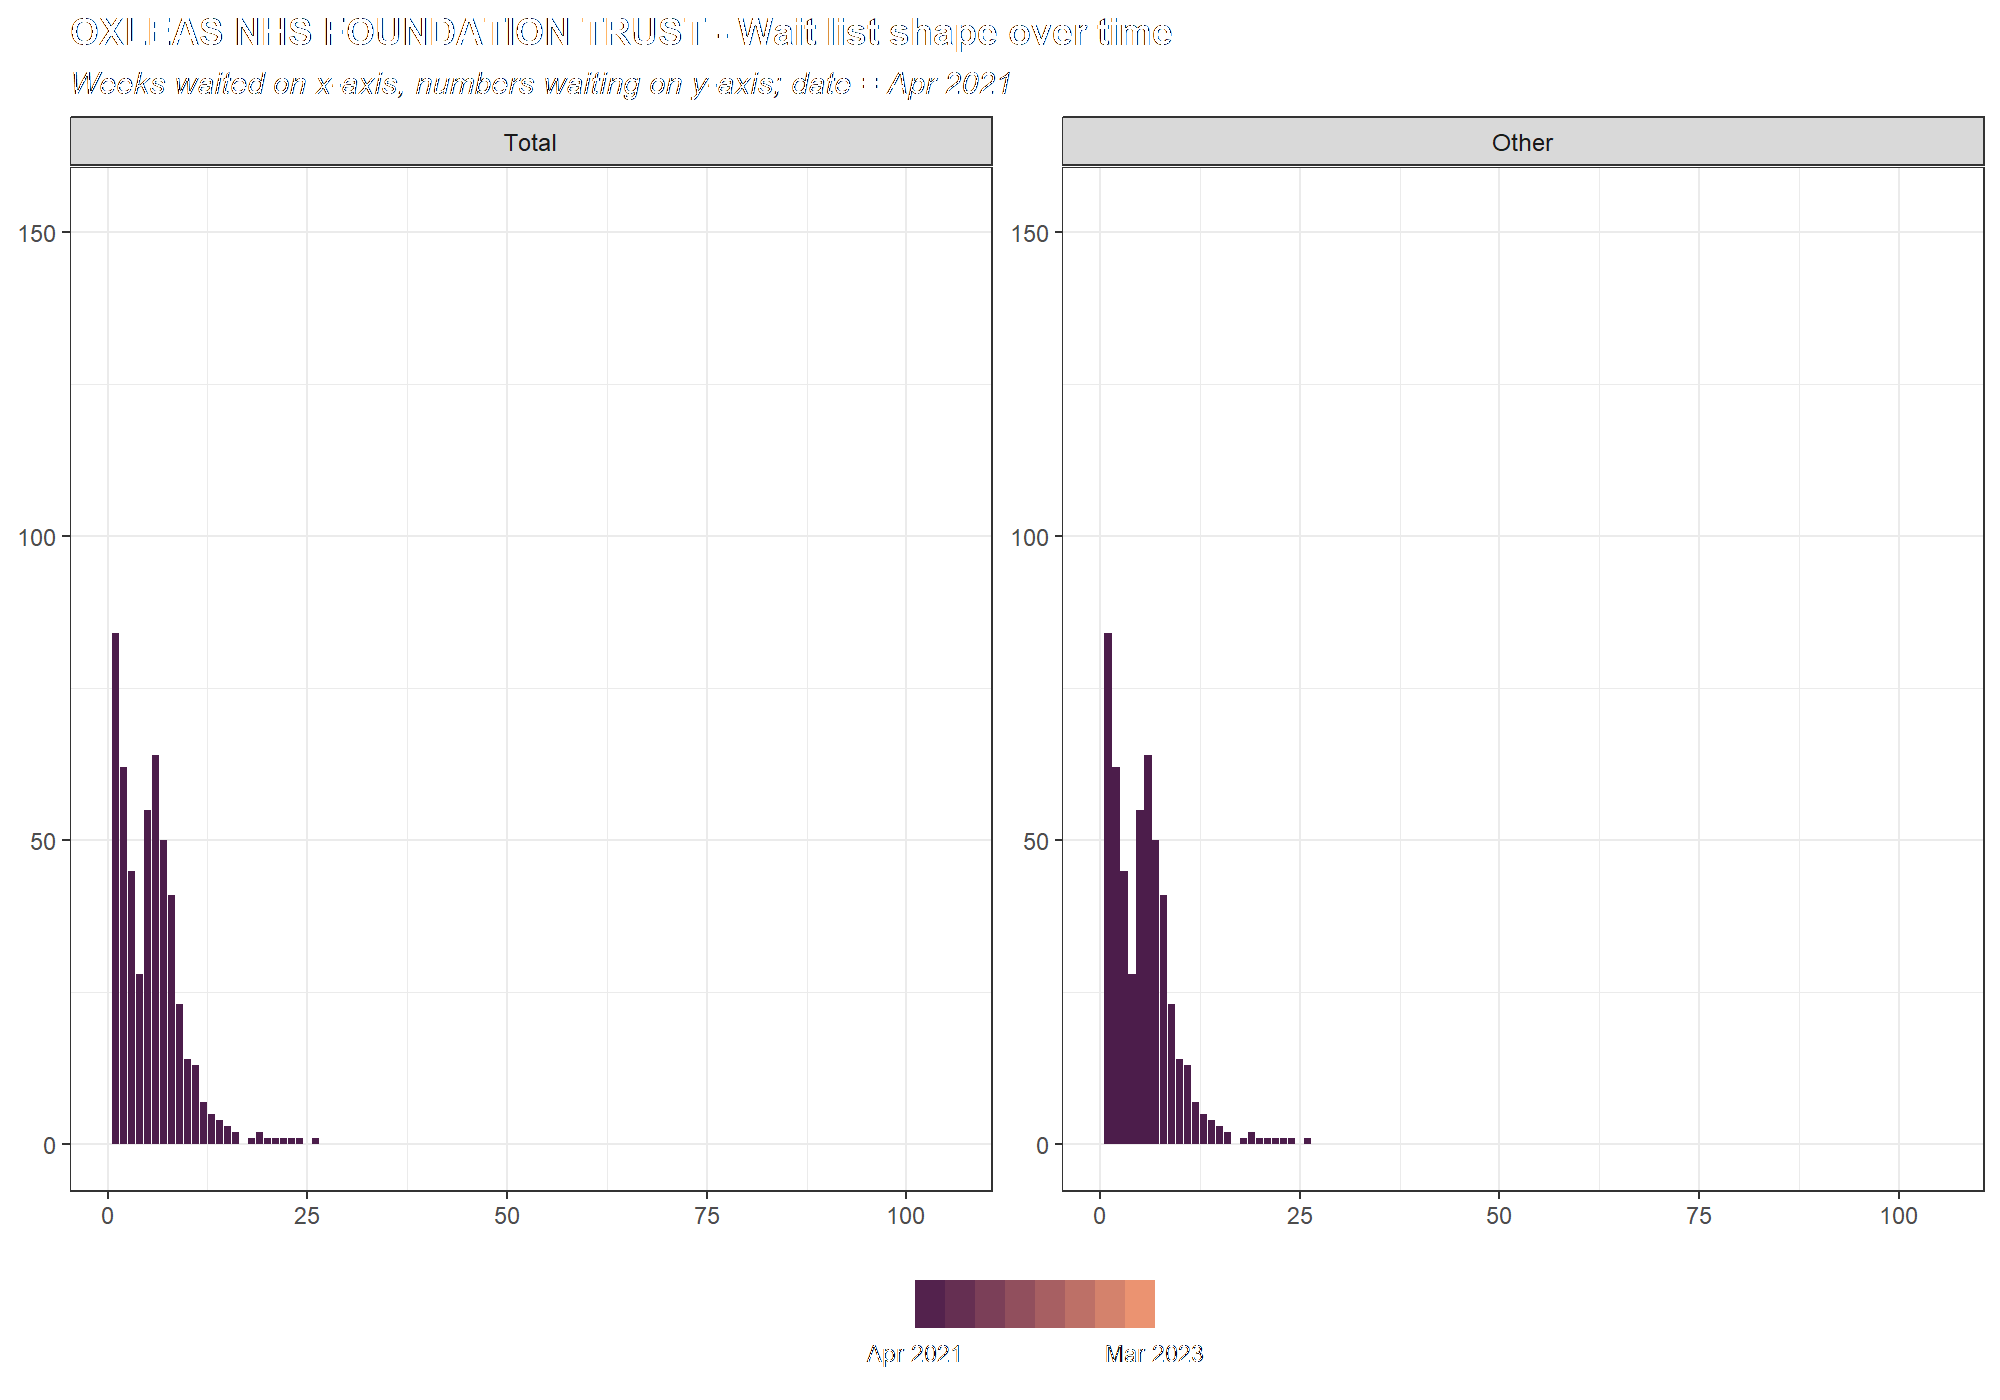 OXLEAS NHS FOUNDATION TRUST - Wait list shape over time
Weeks waited on x-axis, numbers waiting on y-axis; date = Apr 2021
Total
Other
150
100
50
0
0 25 50 75 100
150
100
50
0
0 25 50 75 100
Apr 2021 Mar 2023